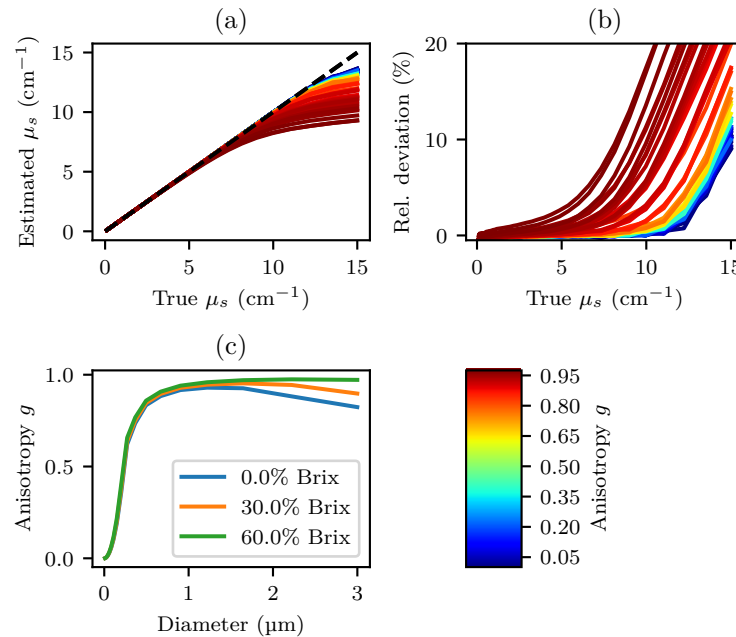 (a)
15
10
5
0
Estimated μs (cm−1)
0 5 10 15
True μs (cm−1)
(b)
20
10
0
Rel. deviation (%)
0 5 10 15
True μs (cm−1)
(c)
1.0
0.5
0.0
Anisotropy g
0.0% Brix
30.0% Brix
60.0% Brix
0 1 2 3
Diameter (µm)
0.95
0.80
0.65
0.50
0.35
0.20
0.05
Anisotropy g